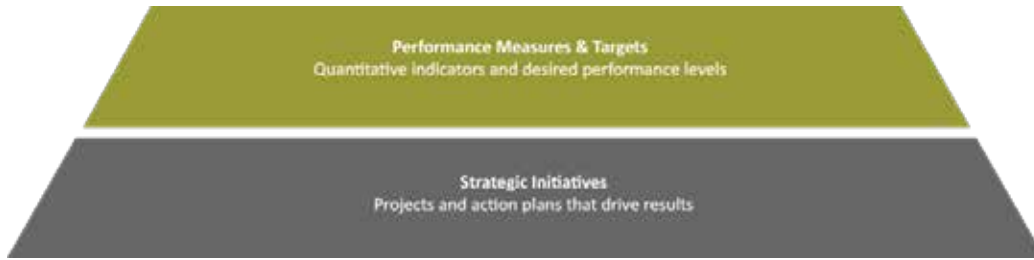 Performance Measures & Targets
Quantitative indicators and desired performance levels
Strategic Initiatives
Projects and action plans that drive results